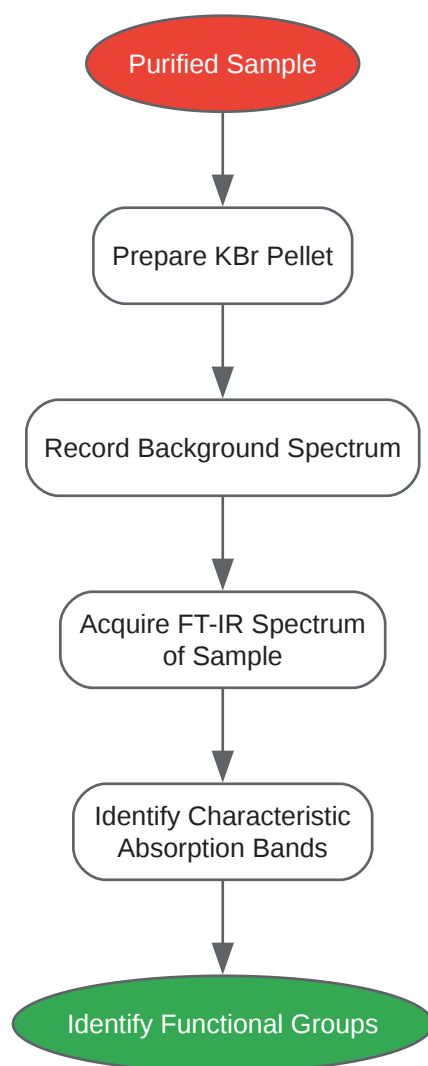 Purified Sample
Prepare KBr Pellet
Record Background Spectrum
Acquire FT-IR Spectrum
of Sample
Identify Characteristic
Absorption Bands
Identify Functional Groups